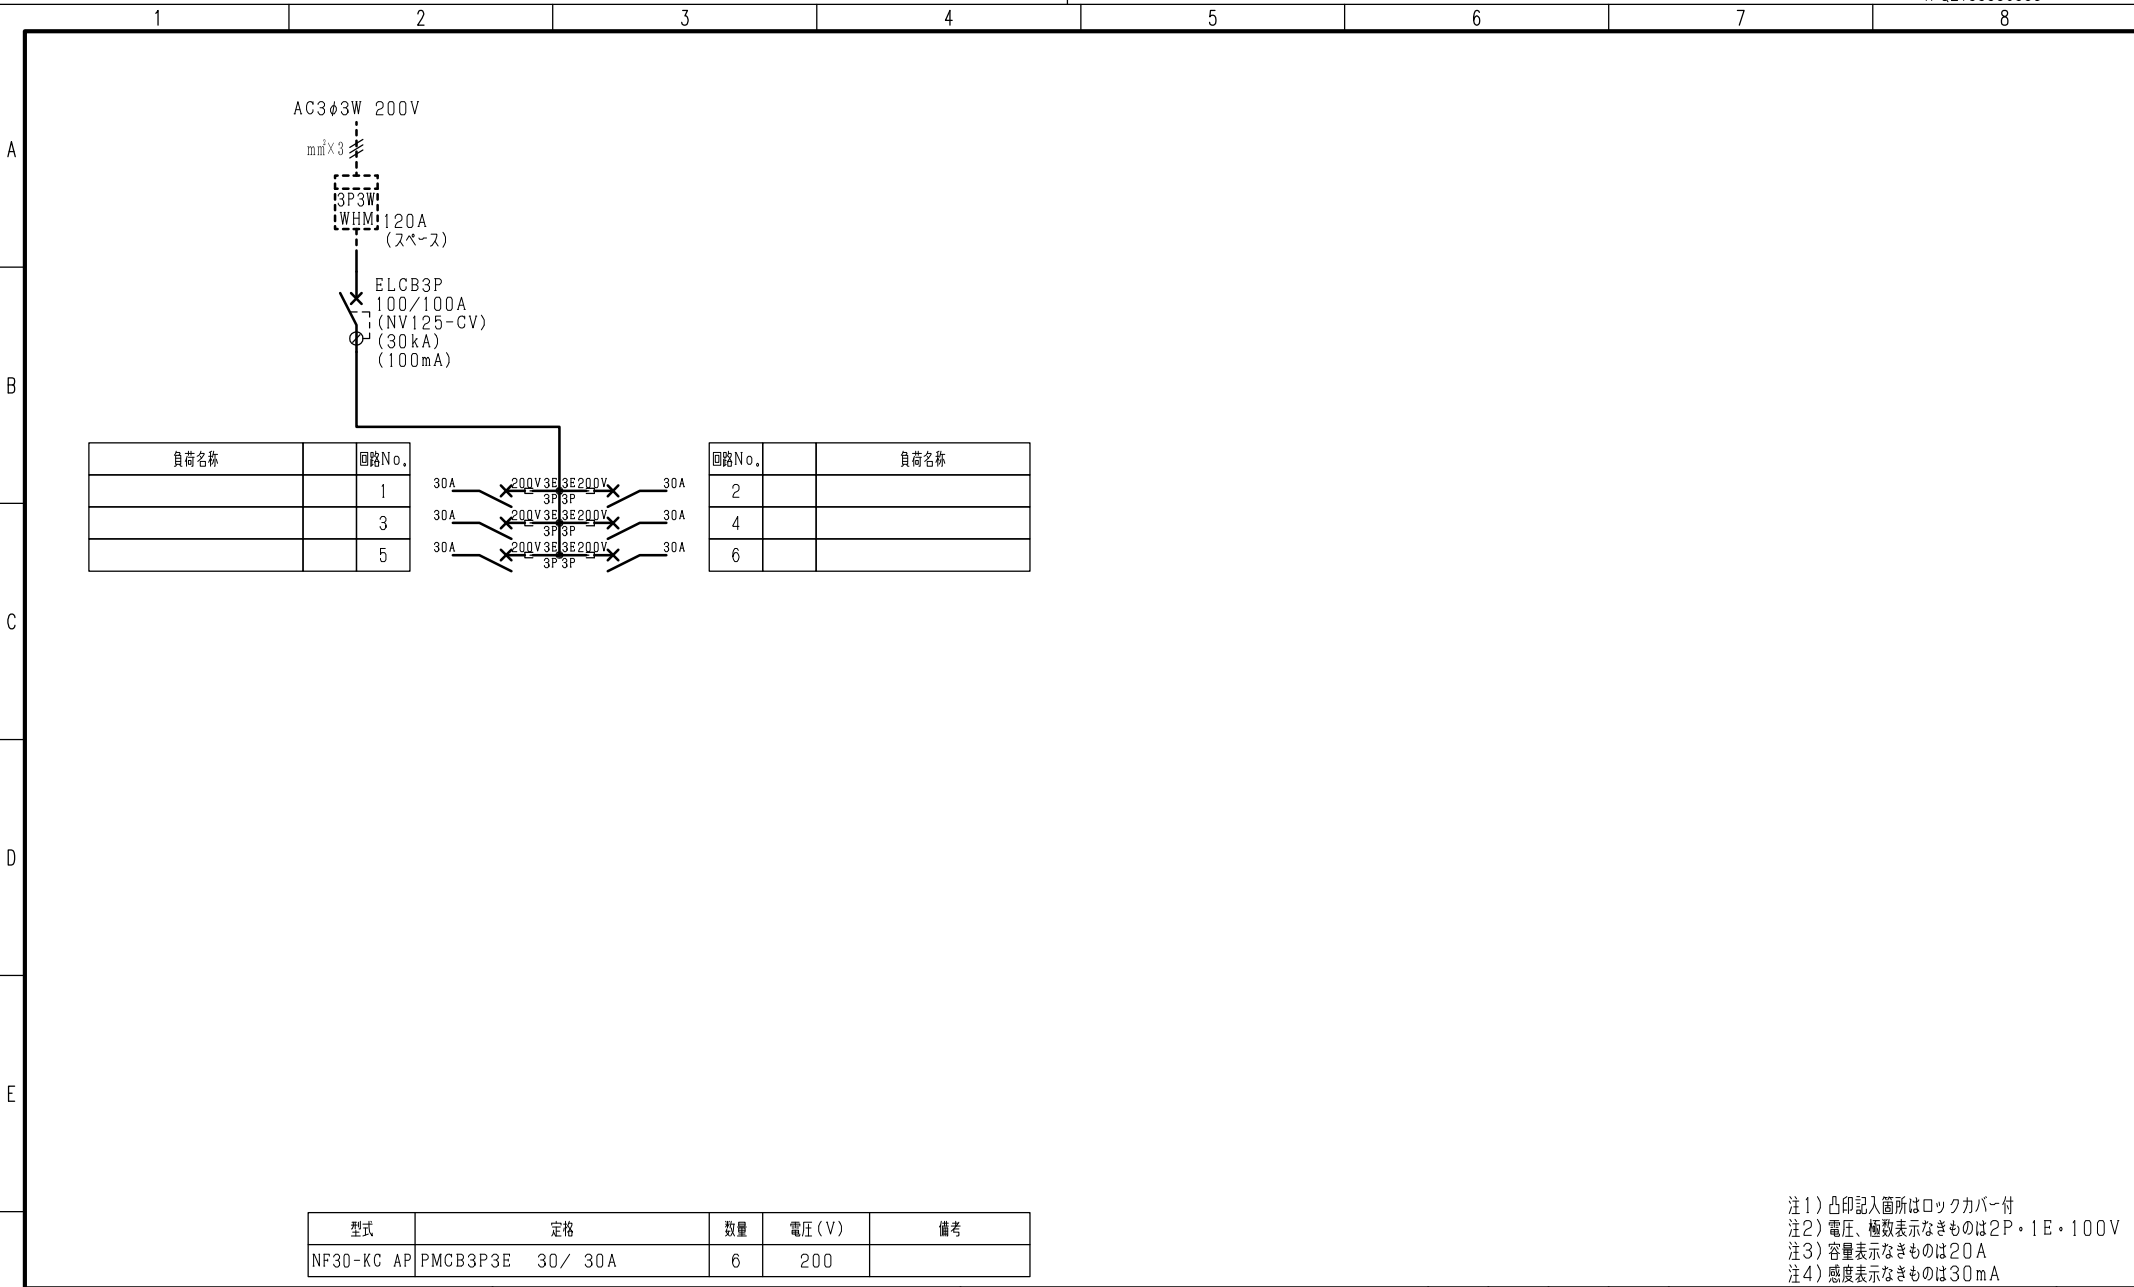 1 2 3 4 5 6 7 8
A
AC3φ3W 200V
mm²×3
3P3W
WHM
120A
(スペース)
B
ELCB3P
100/100A
(NV125-CV)
(30kA)
(100mA)
負荷名称 回路No. 回路No. 負荷名称
1 30A 200V 3E 3E 200V 30A 2
3P 3P
3 30A 200V 3E 3E 200V 30A 4
3P 3P
5 30A 200V 3E 3E 200V 30A 6
3P 3P
C
D
E
型式 定格 数量 電圧(V) 備考
NF30-KC AP PMCB3P3E 30/ 30A 6 200
注1)凸印記入箇所はロックカバー付
注2)電圧、極数表示なきものは2P・1E・100V
注3)容量表示なきものは20A
注4)感度表示なきものは30mA